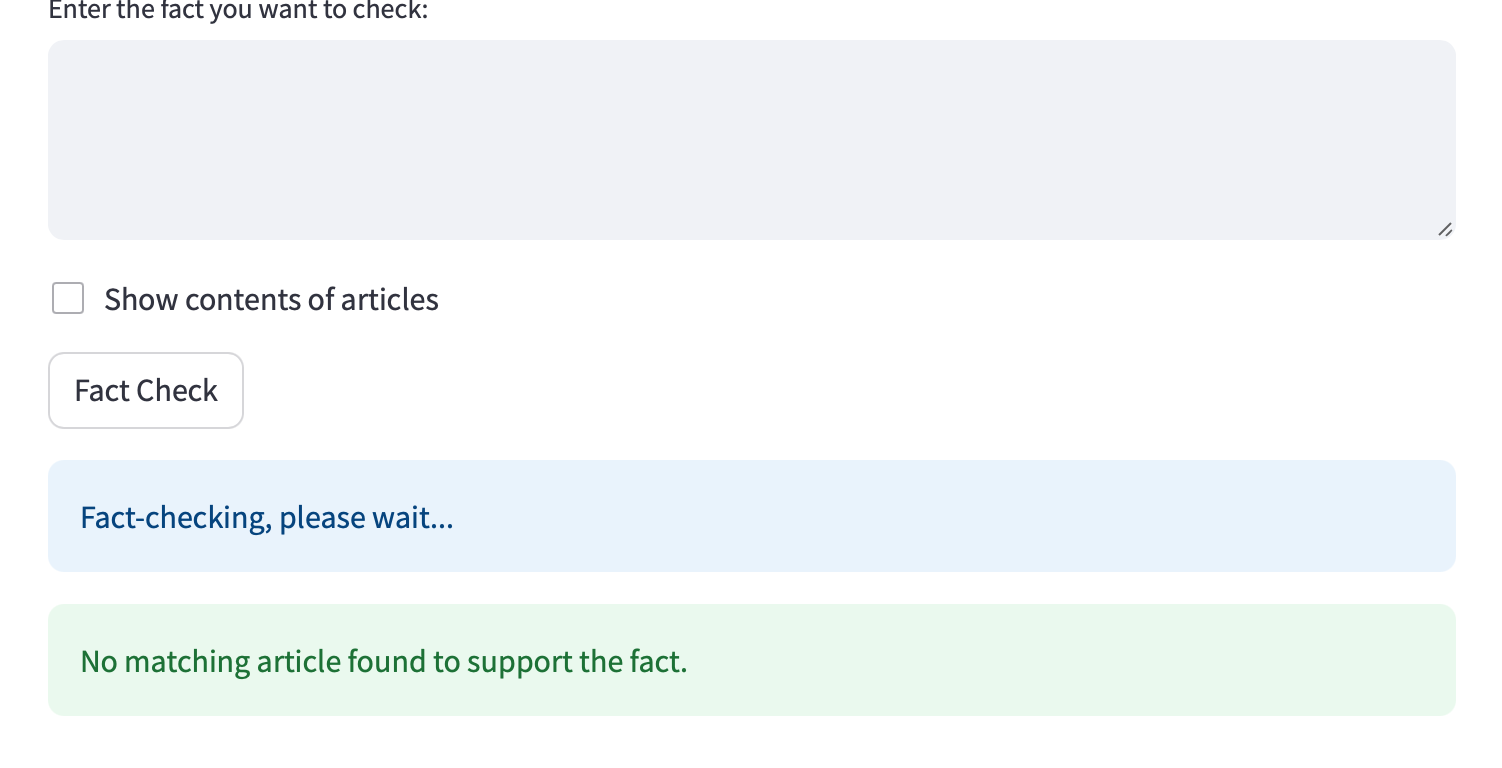 Enter the fact you want to check:
Show contents of articles
Fact Check
Fact-checking, please wait...
No matching article found to support the fact.